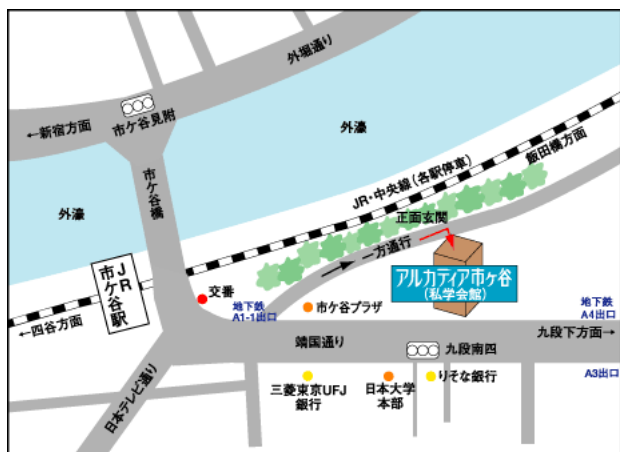 外堀通り
←新宿方面
市ケ谷見附
外濠
飯田橋方面
市ケ谷橋
JR・中央線(各駅停車)
外濠
正面玄関
一方通行
JR
市ケ谷駅
アルカディア市ヶ谷
(私学会館)
交番
地下鉄
A1-1出口
市ケ谷プラザ
地下鉄
A4出口
←四谷方面
九段下方面→
靖国通り
九段南四
日本テレビ通り
三菱東京UFJ
銀行
日本大学
本部
りそな銀行
A3出口